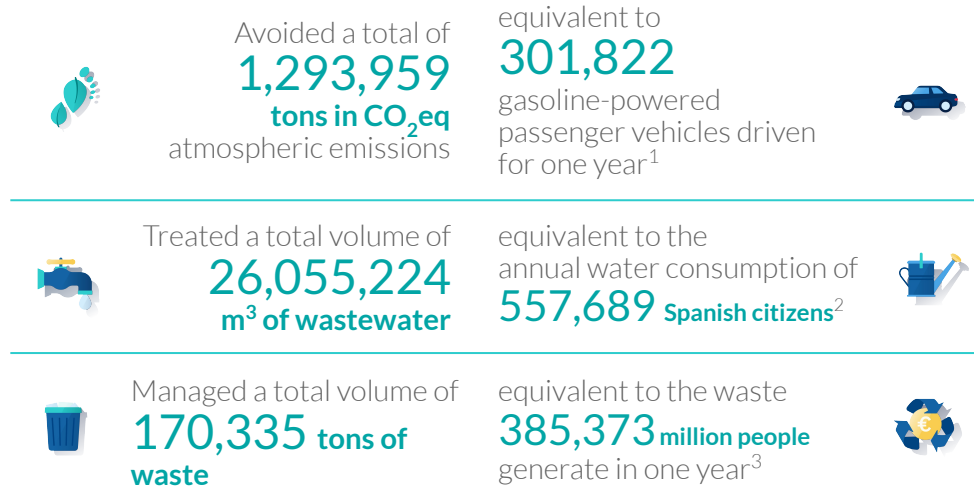 Avoided a total of
1,293,959
tons in CO₂eq
atmospheric emissions
equivalent to
301,822
gasoline-powered
passenger vehicles driven
for one year¹
Treated a total volume of
26,055,224
m³ of wastewater
equivalent to the
annual water consumption of
557,689 Spanish citizens²
Managed a total volume of
170,335 tons of
waste
equivalent to the waste
385,373 million people
generate in one year³
€